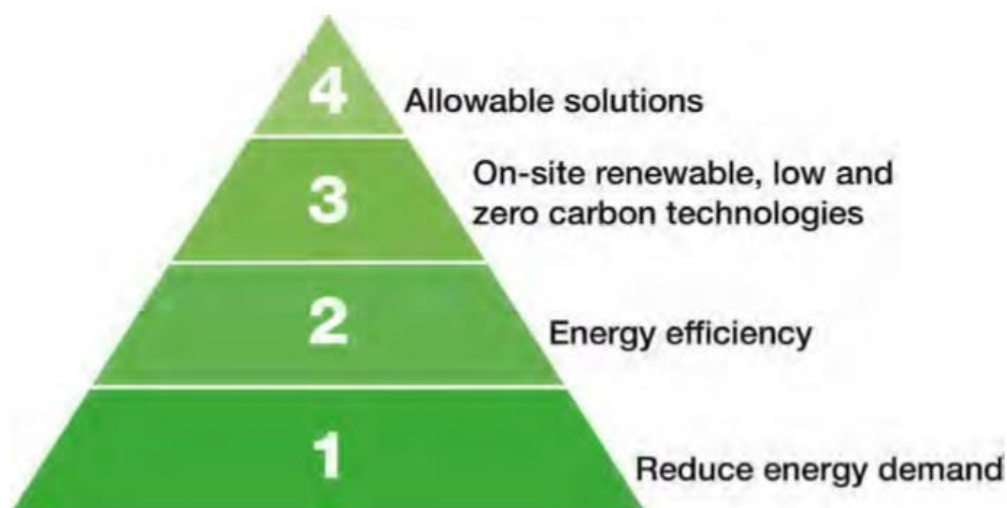 4
Allowable solutions
3
On-site renewable, low and
zero carbon technologies
2
Energy efficiency
1
Reduce energy demand